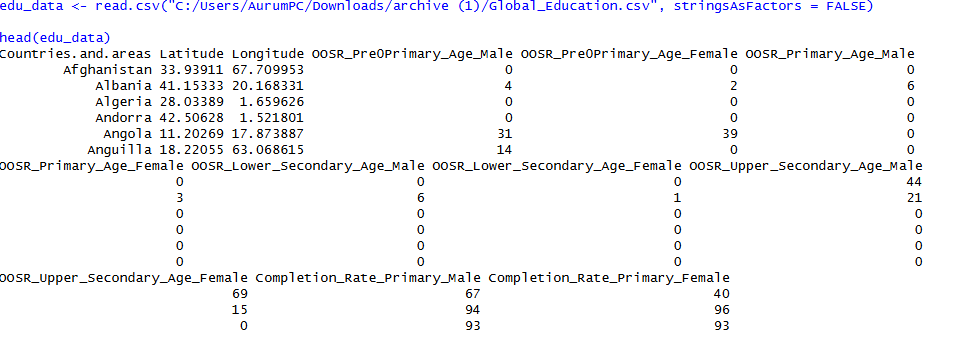 edu_data <- read.csv("C:/Users/AurumPC/Downloads/archive (1)/Global_Education.csv", stringsAsFactors = FALSE)
head(edu_data)
Countries.and.areas Latitude Longitude OOSR_Pre0Primary_Age_Male OOSR_Pre0Primary_Age_Female OOSR_Primary_Age_Male
Afghanistan 33.93911 67.709953 0 0 0
Albania 41.15333 20.168331 4 2 6
Algeria 28.03389 1.659626 0 0 0
Andorra 42.50628 1.521801 0 0 0
Angola 11.20269 17.873887 31 39 0
Anguilla 18.22055 63.068615 14 0 0
OOSR_Primary_Age_Female OOSR_Lower_Secondary_Age_Male OOSR_Lower_Secondary_Age_Female OOSR_Upper_Secondary_Age_Male
0 0 0 44
3 6 1 21
0 0 0 0
0 0 0 0
0 0 0 0
0 0 0 0
OOSR_Upper_Secondary_Age_Female Completion_Rate_Primary_Male Completion_Rate_Primary_Female
69 67 40
15 94 96
0 93 93